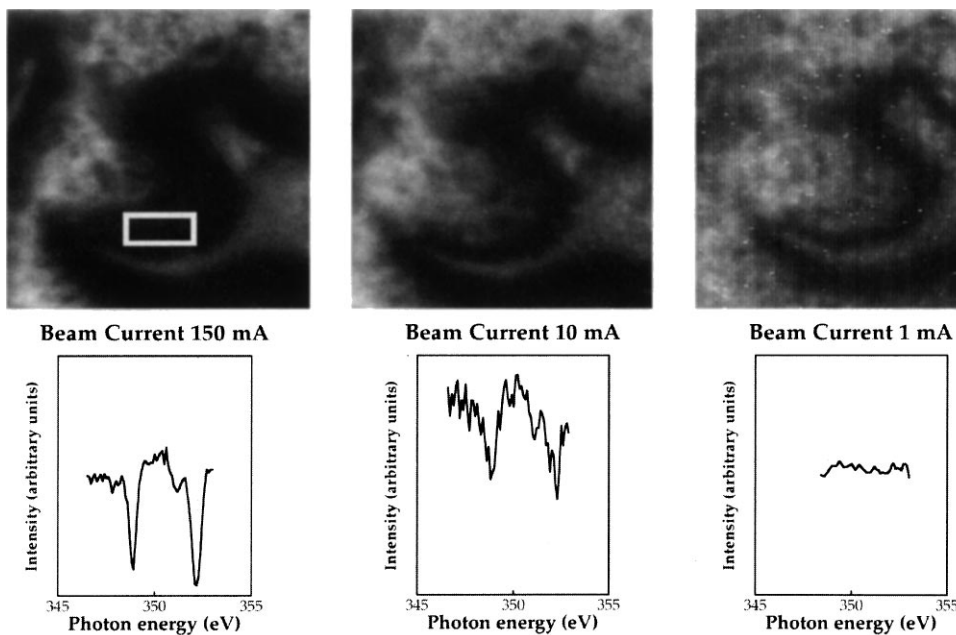 Beam Current 150 mA
Beam Current 10 mA
Beam Current 1 mA
Intensity (arbitrary units)
345
350
355
Photon energy (eV)
Intensity (arbitrary units)
345
350
355
Photon energy (eV)
Intensity (arbitrary units)
345
350
355
Photon energy (eV)